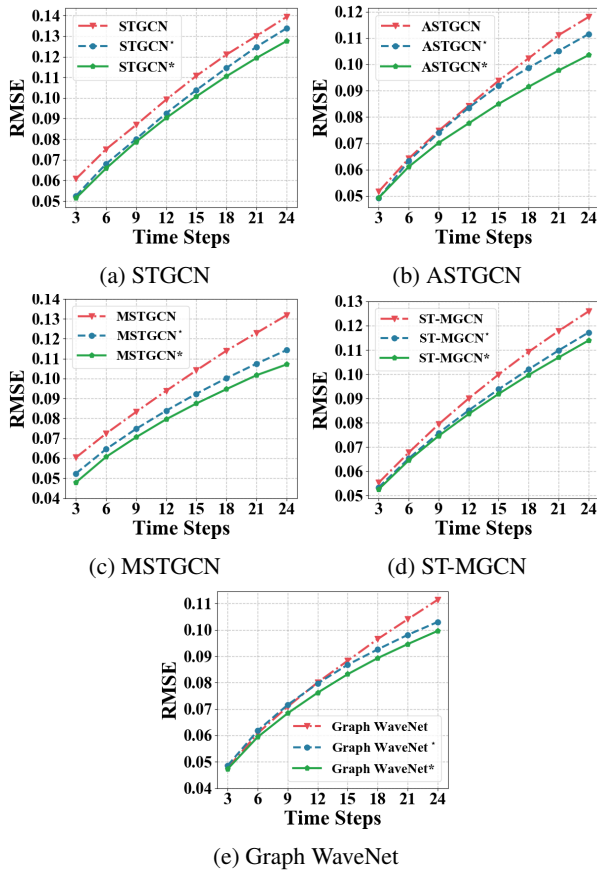 0.14
0.13
0.12
0.11
0.10
0.09
0.08
0.07
0.06
0.05
RMSE
STGCN
STGCN˙
STGCN*
3 6 9 12 15 18 21 24
Time Steps
(a) STGCN
0.12
0.11
0.10
0.09
0.08
0.07
0.06
0.05
RMSE
ASTGCN
ASTGCN˙
ASTGCN*
3 6 9 12 15 18 21 24
Time Steps
(b) ASTGCN
0.14
0.13
0.12
0.11
0.10
0.09
0.08
0.07
0.06
0.05
0.04
RMSE
MSTGCN
MSTGCN˙
MSTGCN*
3 6 9 12 15 18 21 24
Time Steps
(c) MSTGCN
0.13
0.12
0.11
0.10
0.09
0.08
0.07
0.06
0.05
RMSE
ST-MGCN
ST-MGCN˙
ST-MGCN*
3 6 9 12 15 18 21 24
Time Steps
(d) ST-MGCN
0.11
0.10
0.09
0.08
0.07
0.06
0.05
0.04
RMSE
Graph WaveNet
Graph WaveNet ˙
Graph WaveNet*
3 6 9 12 15 18 21 24
Time Steps
(e) Graph WaveNet